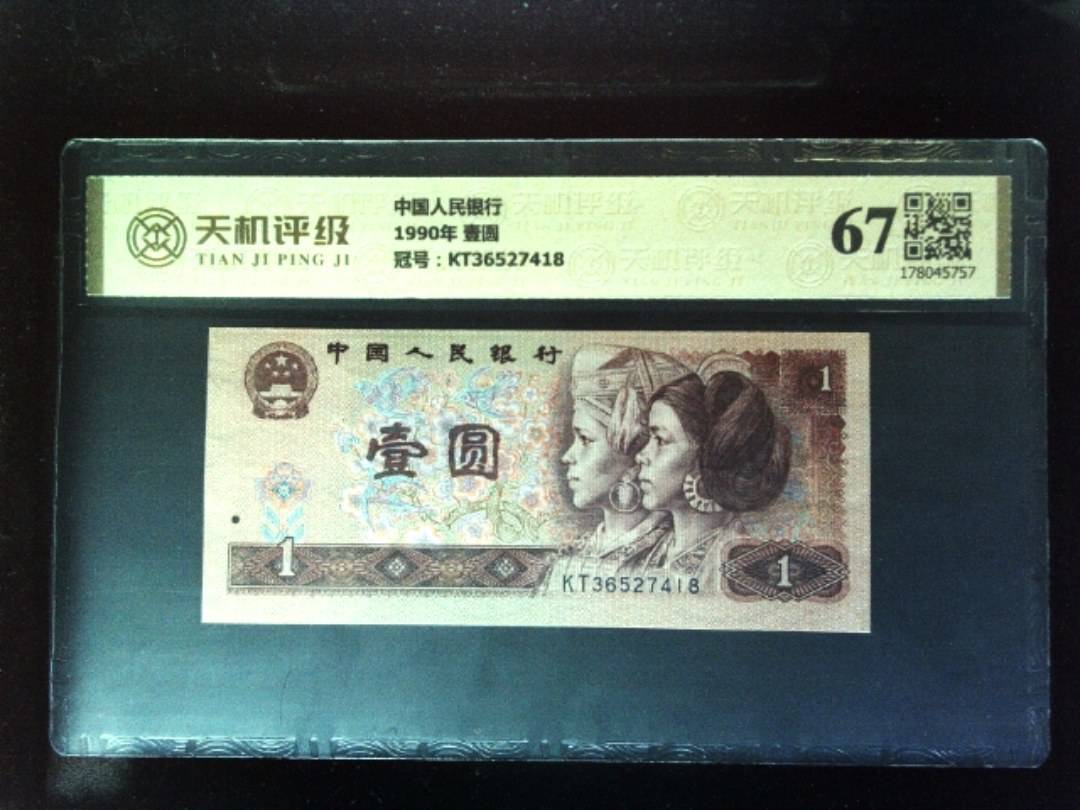 天机评级
TIAN JI PING JI
中国人民银行
1990年 壹圆
冠号：KT36527418
67
178045757
中国人民银行
1
壹圆
1
KT36527418
1